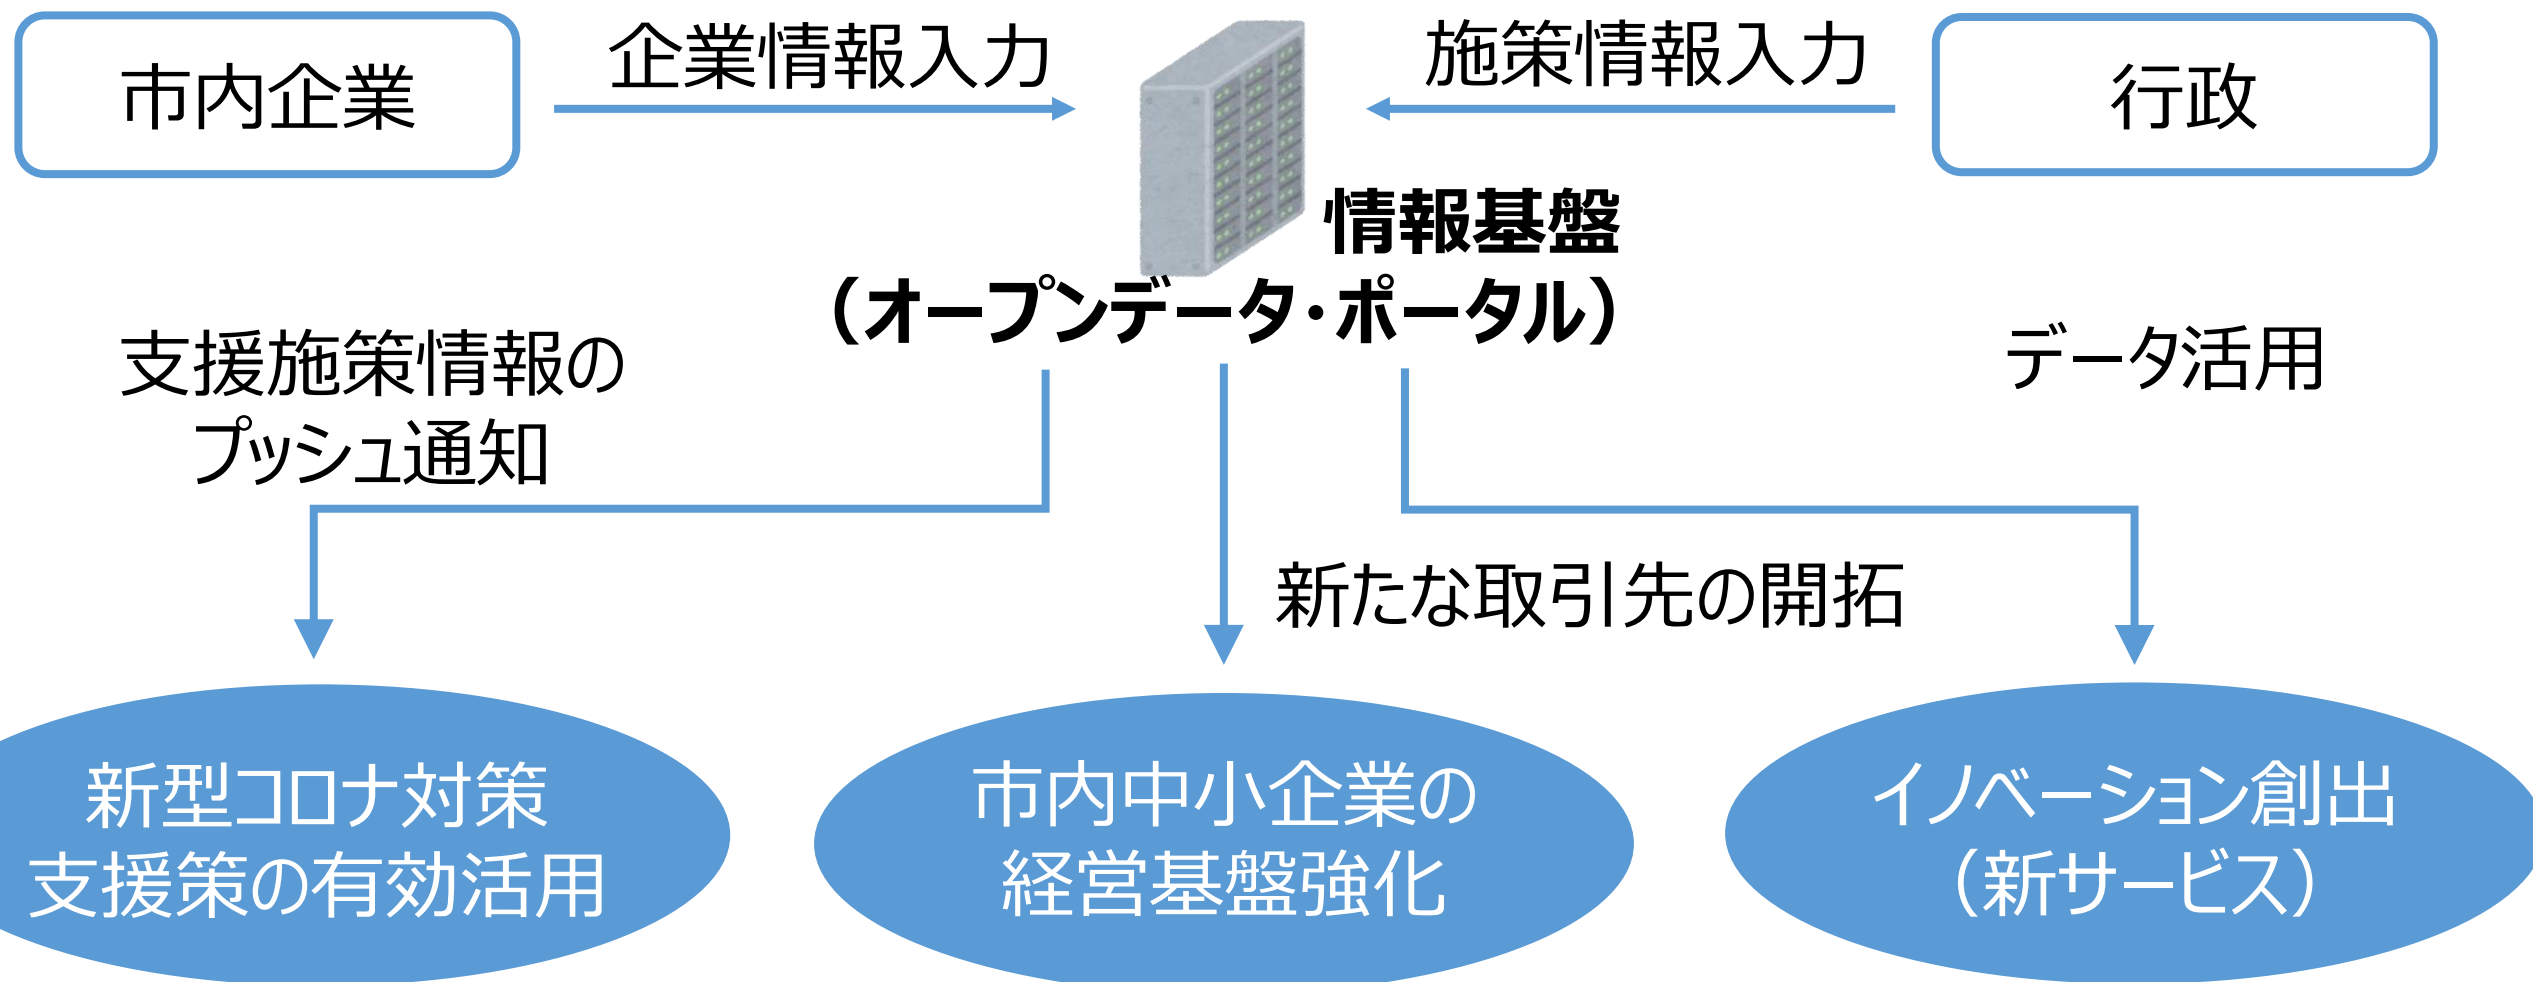 市内企業
企業情報入力
施策情報入力
行政
情報基盤
（オープンデータ・ポータル）
支援施策情報の
プッシュ通知
データ活用
新たな取引先の開拓
新型コロナ対策
支援策の有効活用
市内中小企業の
経営基盤強化
イノベーション創出
（新サービス）